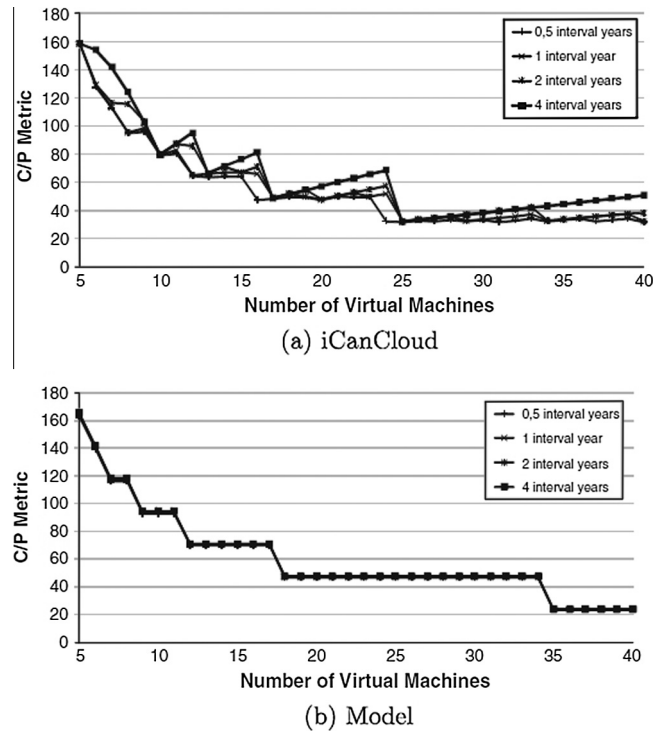 180
160
140
120
100
80
60
40
20
0
C/P Metric
0,5 interval years
1 interval year
2 interval years
4 interval years
5 10 15 20 25 30 35 40
Number of Virtual Machines
(a) iCanCloud
180
160
140
120
100
80
60
40
20
0
C/P Metric
0,5 interval years
1 interval year
2 interval years
4 interval years
5 10 15 20 25 30 35 40
Number of Virtual Machines
(b) Model